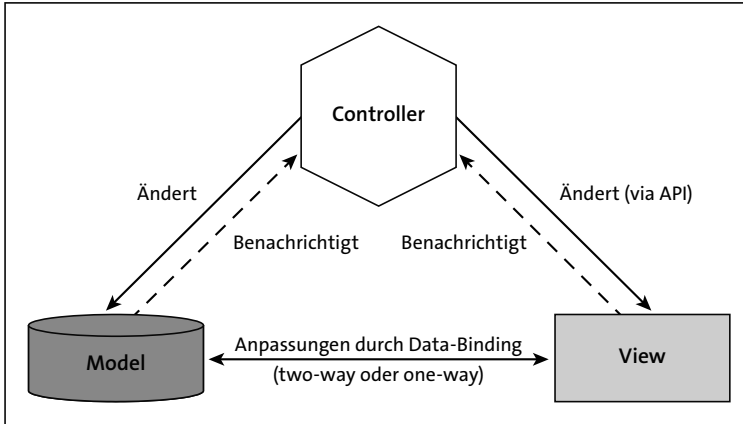 Controller
Ändert
Ändert (via API)
Benachrichtigt
Benachrichtigt
Model
Anpassungen durch Data-Binding
(two-way oder one-way)
View